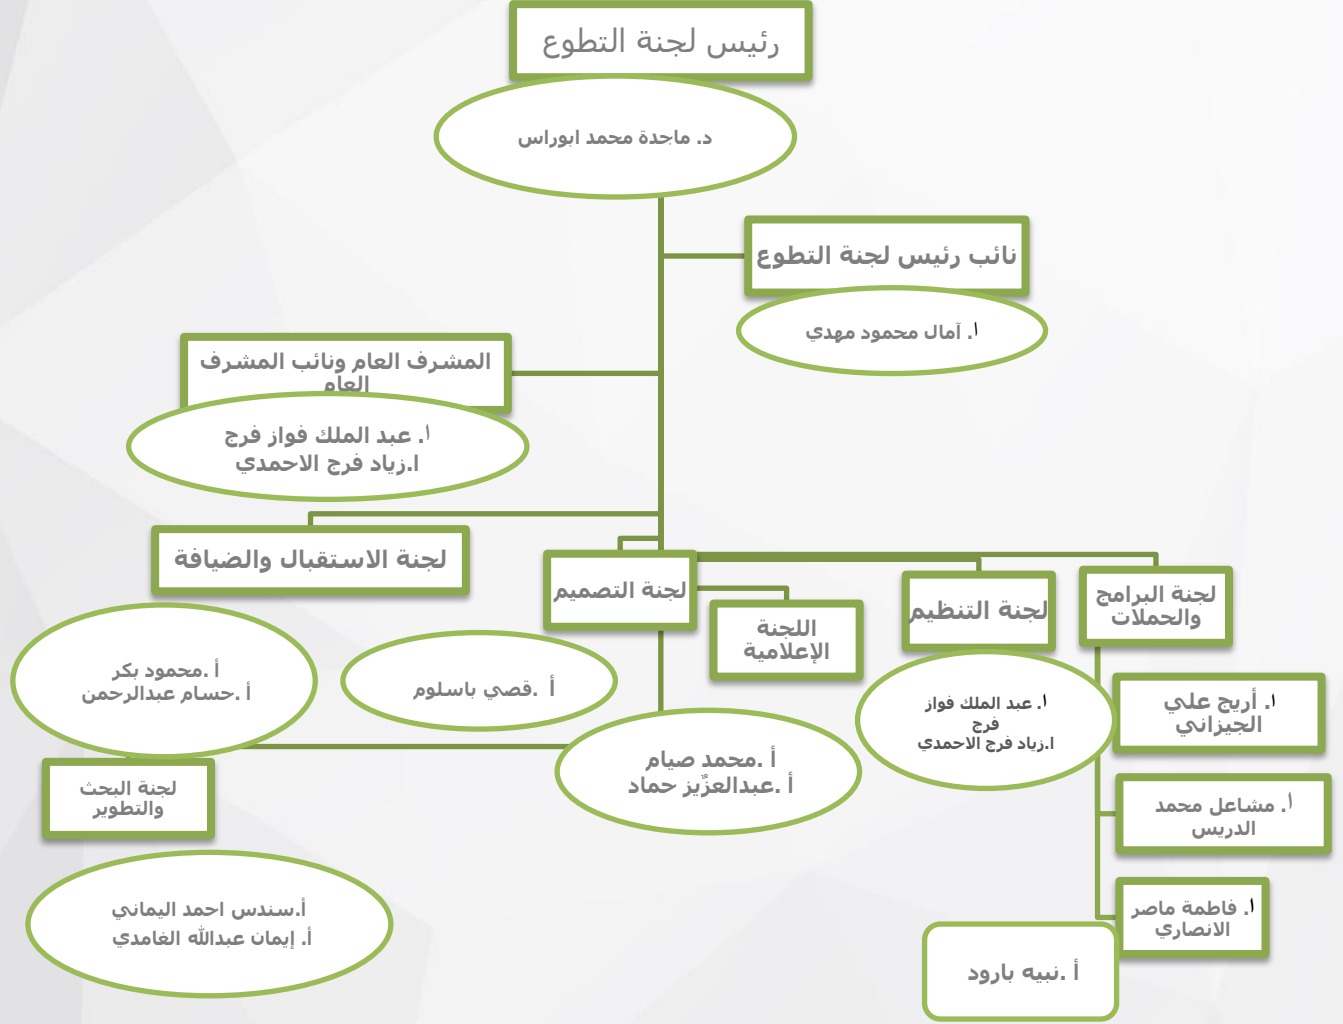 رئيس لجنة التطوع
د. ماجدة محمد ابوراس
نائب رئيس لجنة التطوع
ا. آمال محمود مهدي
المشرف العام ونائب المشرف
العام
ا. عبد الملك فواز فرج
ا.زياد فرج الاحمدي
لجنة الاستقبال والضيافة
لجنة التصميم
اللجنة
الإعلامية
لجنة التنظيم
لجنة البرامج
والحملات
أ .محمود بكر
أ .حسام عبدالرحمن
أ .قصي باسلوم
ا. عبد الملك فواز
فرج
ا.زياد فرج الاحمدي
ا. أريج علي
الجيزاني
أ .محمد صيام
أ .عبدالعزيز حماد
لجنة البحث
والتطوير
أ. مشاعل محمد
الدريس
ا. فاطمة ماصر
الانصاري
أ.سندس احمد اليماني
أ. إيمان عبدالله الغامدي
أ .نبيه بارود